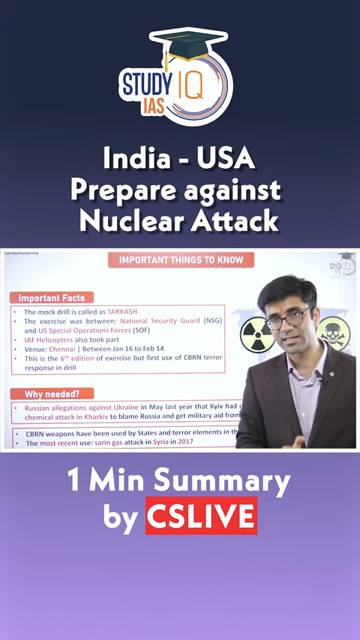 STUDY IQ
IAS
India - USA
Prepare against
Nuclear Attack
IMPORTANT THINGS TO KNOW
Important Facts
The mock drill is called as TARKASH
The exercise was between: National Security Guard (NSG)
and US Special Operations Forces (SOF)
IAF Helicopters also took part
Venue: Chennai | Between Jan 16 to Feb 14
This is the 6th edition of exercise but first use of CBRN terror
response in drill
Why needed?
Russian allegations against Ukraine in May last year that Kyiv had
chemical attack in Kharkiv to blame Russia and get military aid from
CBRN weapons have been used by States and terror elements in the
The most recent use: sarin gas attack in Syria in 2017
1 Min Summary
by CSLIVE